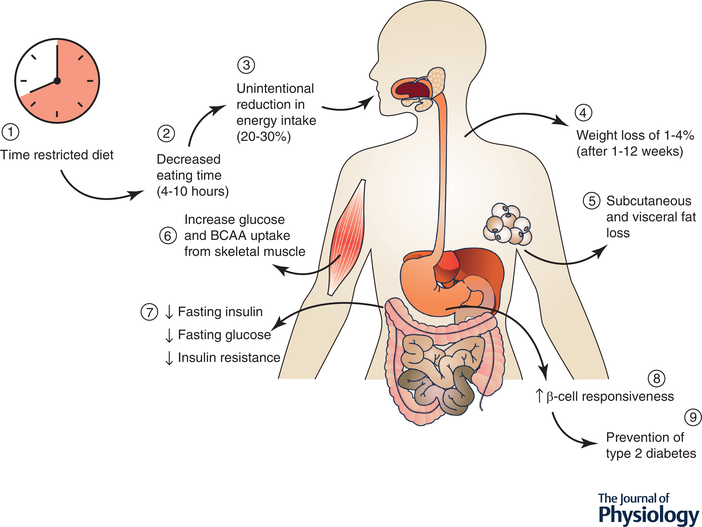 1
Time restricted diet
2
Decreased
eating time
(4-10 hours)
3
Unintentional
reduction in
energy intake
(20-30%)
4
Weight loss of 1-4%
(after 1-12 weeks)
5
Subcutaneous
and visceral fat
loss
6
Increase glucose
and BCAA uptake
from skeletal muscle
7
↓ Fasting insulin
↓ Fasting glucose
↓ Insulin resistance
8
↑ β-cell responsiveness
9
Prevention of
type 2 diabetes
The Journal of
Physiology